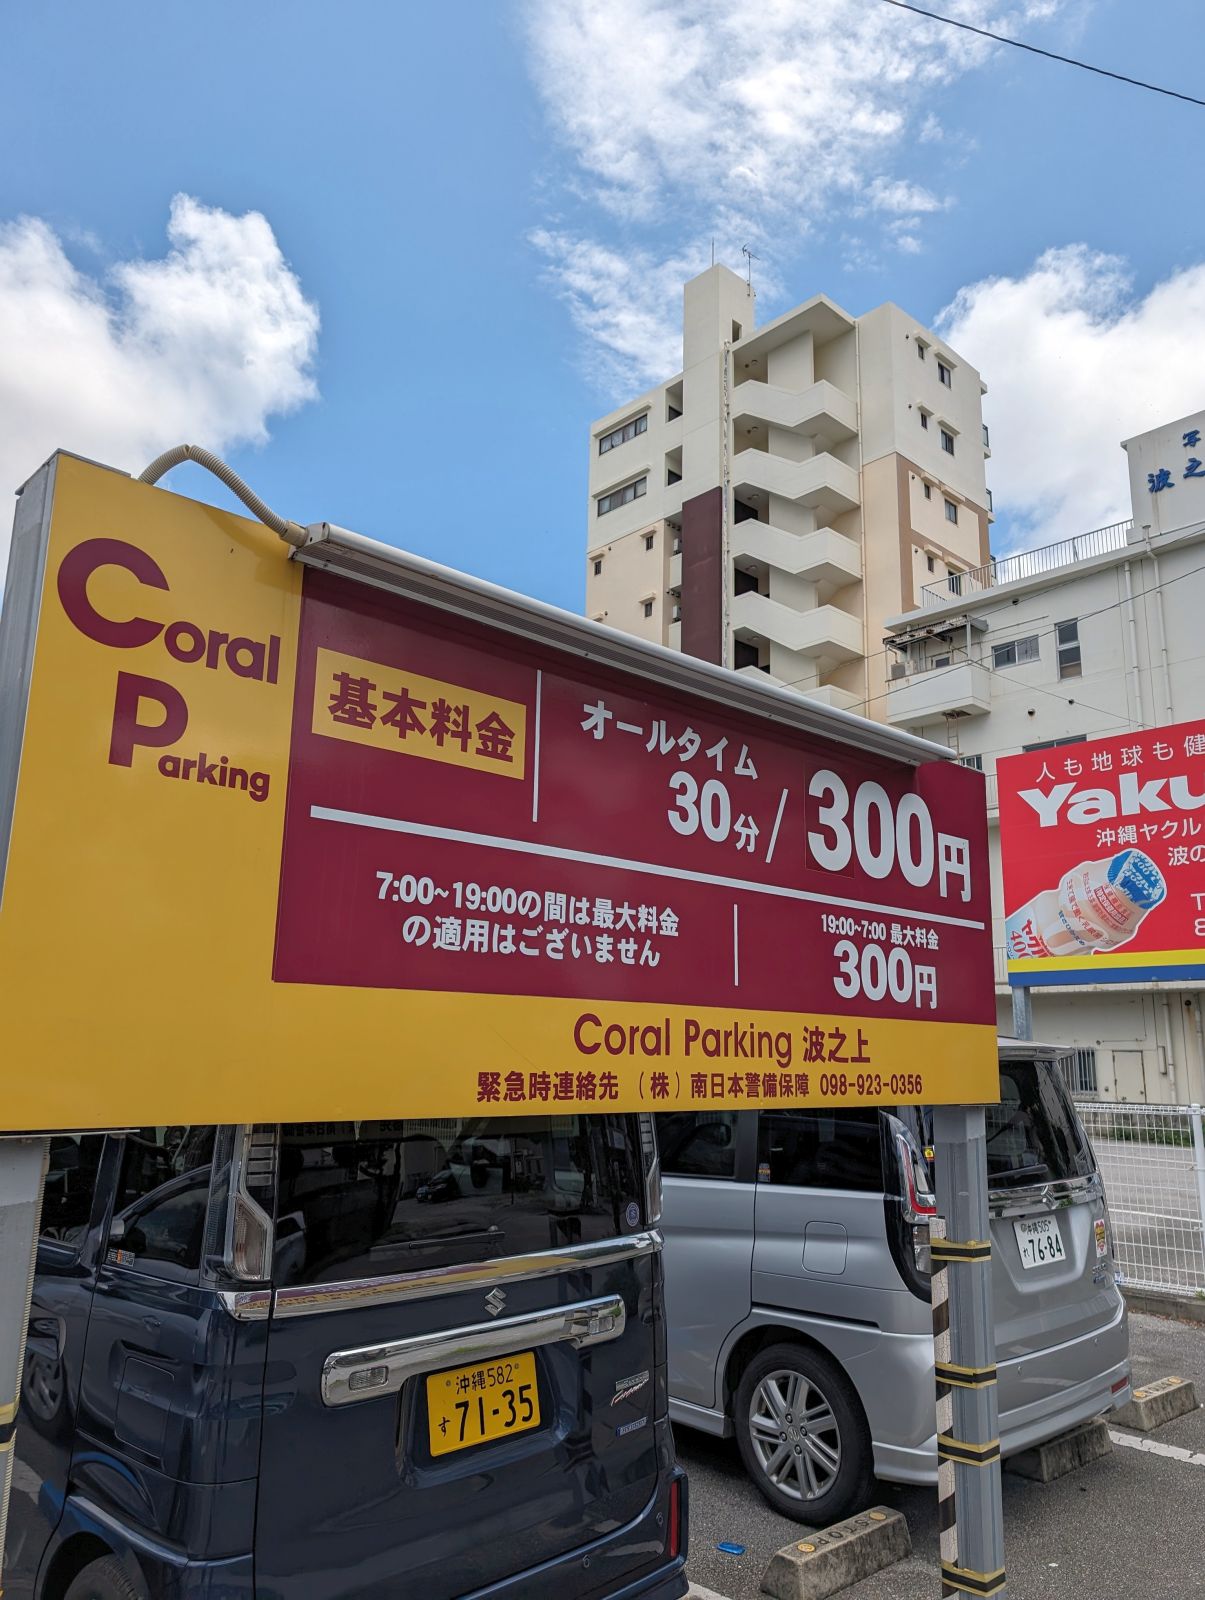 Coral
Parking
基本料金
オールタイム
30分/300円
7:00~19:00の間は最大料金
の適用はございません
19:00~7:00 最大料金
300円
Coral Parking 波之上
緊急時連絡先 (株)南日本警備保障 098-923-0356
写
波之
人も地球も健
Yaku
沖縄ヤクル
波の
T
8
沖縄582
す 71-35
沖縄505
れ 76-84
STOP